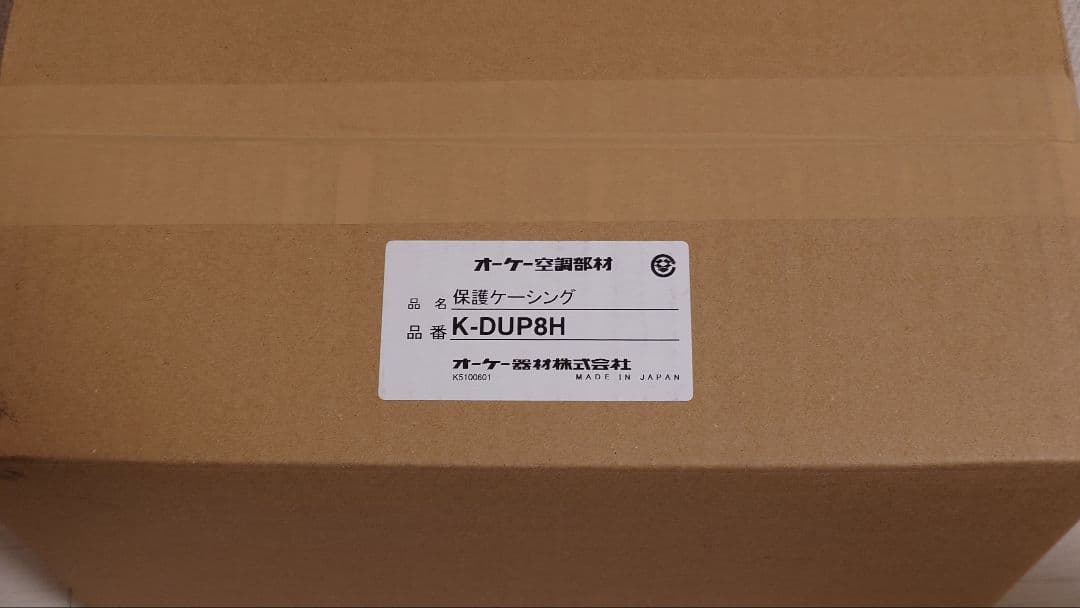 オーケー空調部材
品 名 保護ケーシング
品 番 K-DUP8H
オーケー器材株式会社
K5100601 MADE IN JAPAN